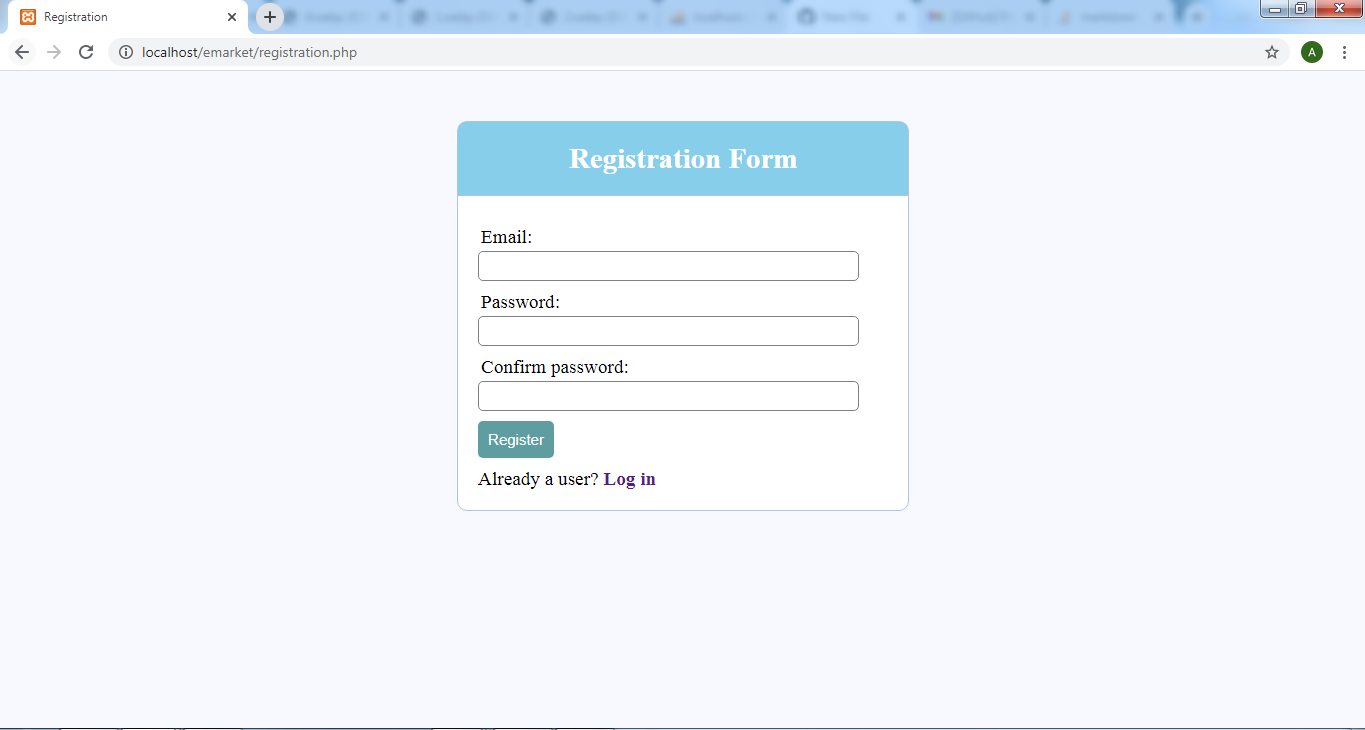 Registration
localhost/emarket/registration.php
A
Registration Form
Email:
Password:
Confirm password:
Register
Already a user? Log in